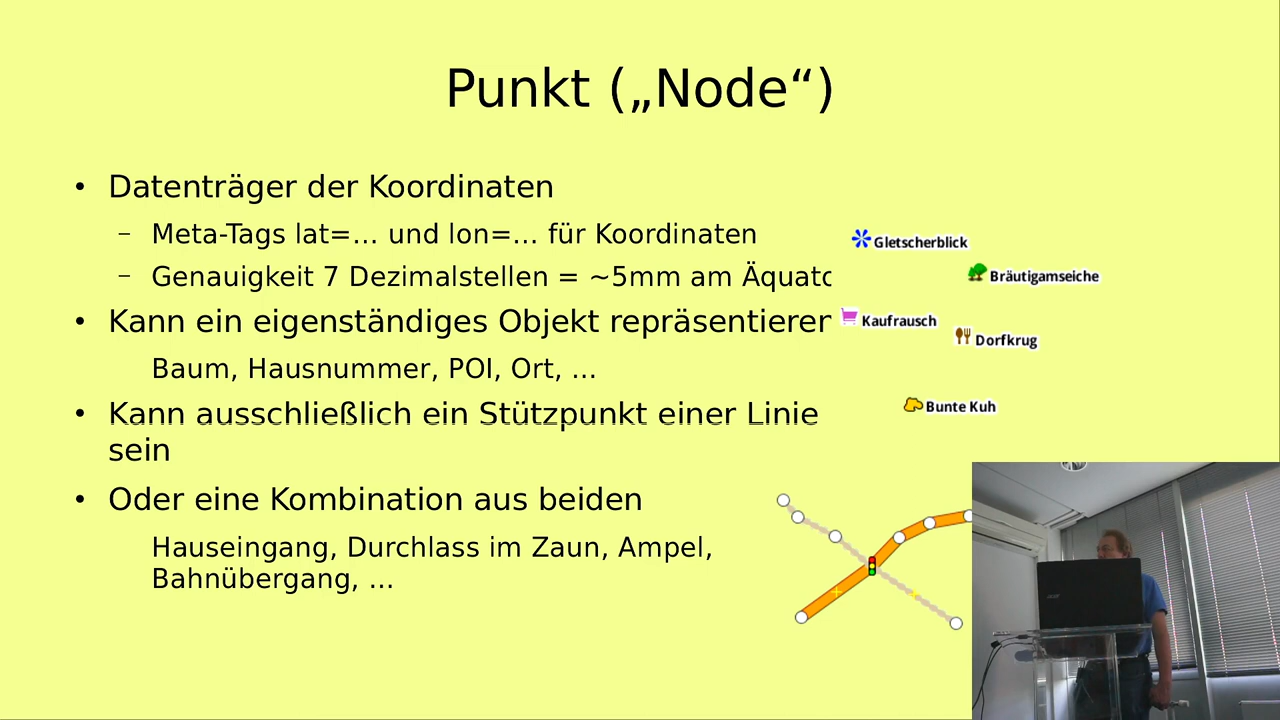 Punkt („Node“)
• Datenträger der Koordinaten
– Meta-Tags lat=... und lon=... für Koordinaten
– Genauigkeit 7 Dezimalstellen = ~5mm am Äquato
• Kann ein eigenständiges Objekt repräsentieren
Baum, Hausnummer, POI, Ort, ...
• Kann ausschließlich ein Stützpunkt einer Linie
sein
• Oder eine Kombination aus beiden
Hauseingang, Durchlass im Zaun, Ampel,
Bahnübergang, ...
Gletscherblick
Bräutigamseiche
Kaufrausch
Dorfkrug
Bunte Kuh
acer